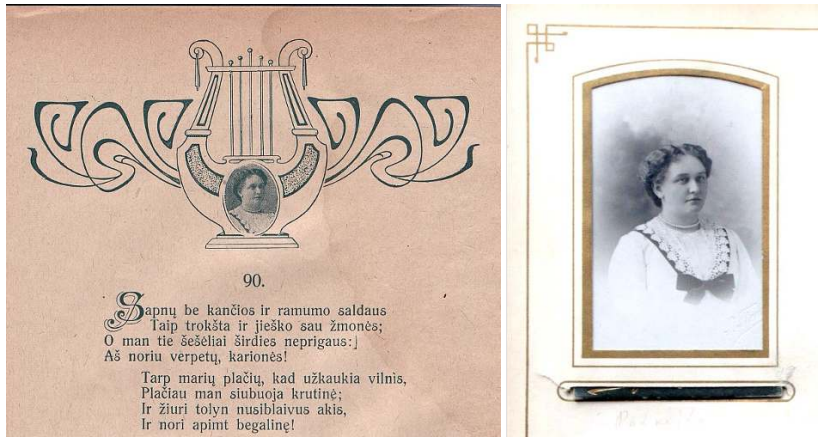 90.
Sapnų be kančios ir ramumo saldaus
Taip trokšta ir jieško sau žmonės;
O man tie šešėliai širdies neprigaus:
Aš noriu verpetų, karionės!
Tarp marių plačių, kad užkaukia vilnis,
Plačiau man siubuoja krutinė;
Ir žiuri tolyn nusiblaivus akis,
Ir nori apimt begalinę!